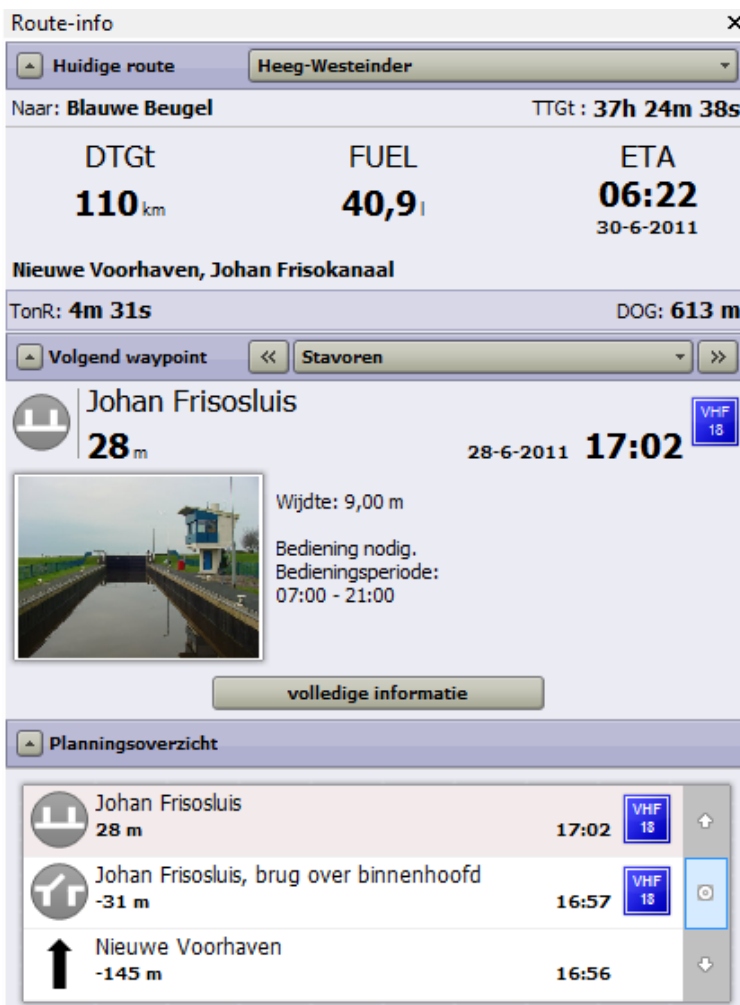 Route-info
Huidige route Heeg-Westeinder
Naar: Blauwe Beugel TTGt : 37h 24m 38s
DTGt FUEL ETA
110 km 40,9 l 06:22
30-6-2011
Nieuwe Voorhaven, Johan Frisokanaal
TonR: 4m 31s DOG: 613 m
Volgend waypoint « Stavoren »
Johan Frisosluis VHF 18
28 m 28-6-2011 17:02
Wijdte: 9,00 m
Bediening nodig.
Bedieningsperiode:
07:00 - 21:00
volledige informatie
Planningsoverzicht
Johan Frisosluis
28 m 17:02 VHF 18
Johan Frisosluis, brug over binnenhoofd
-31 m 16:57 VHF 18
Nieuwe Voorhaven
-145 m 16:56